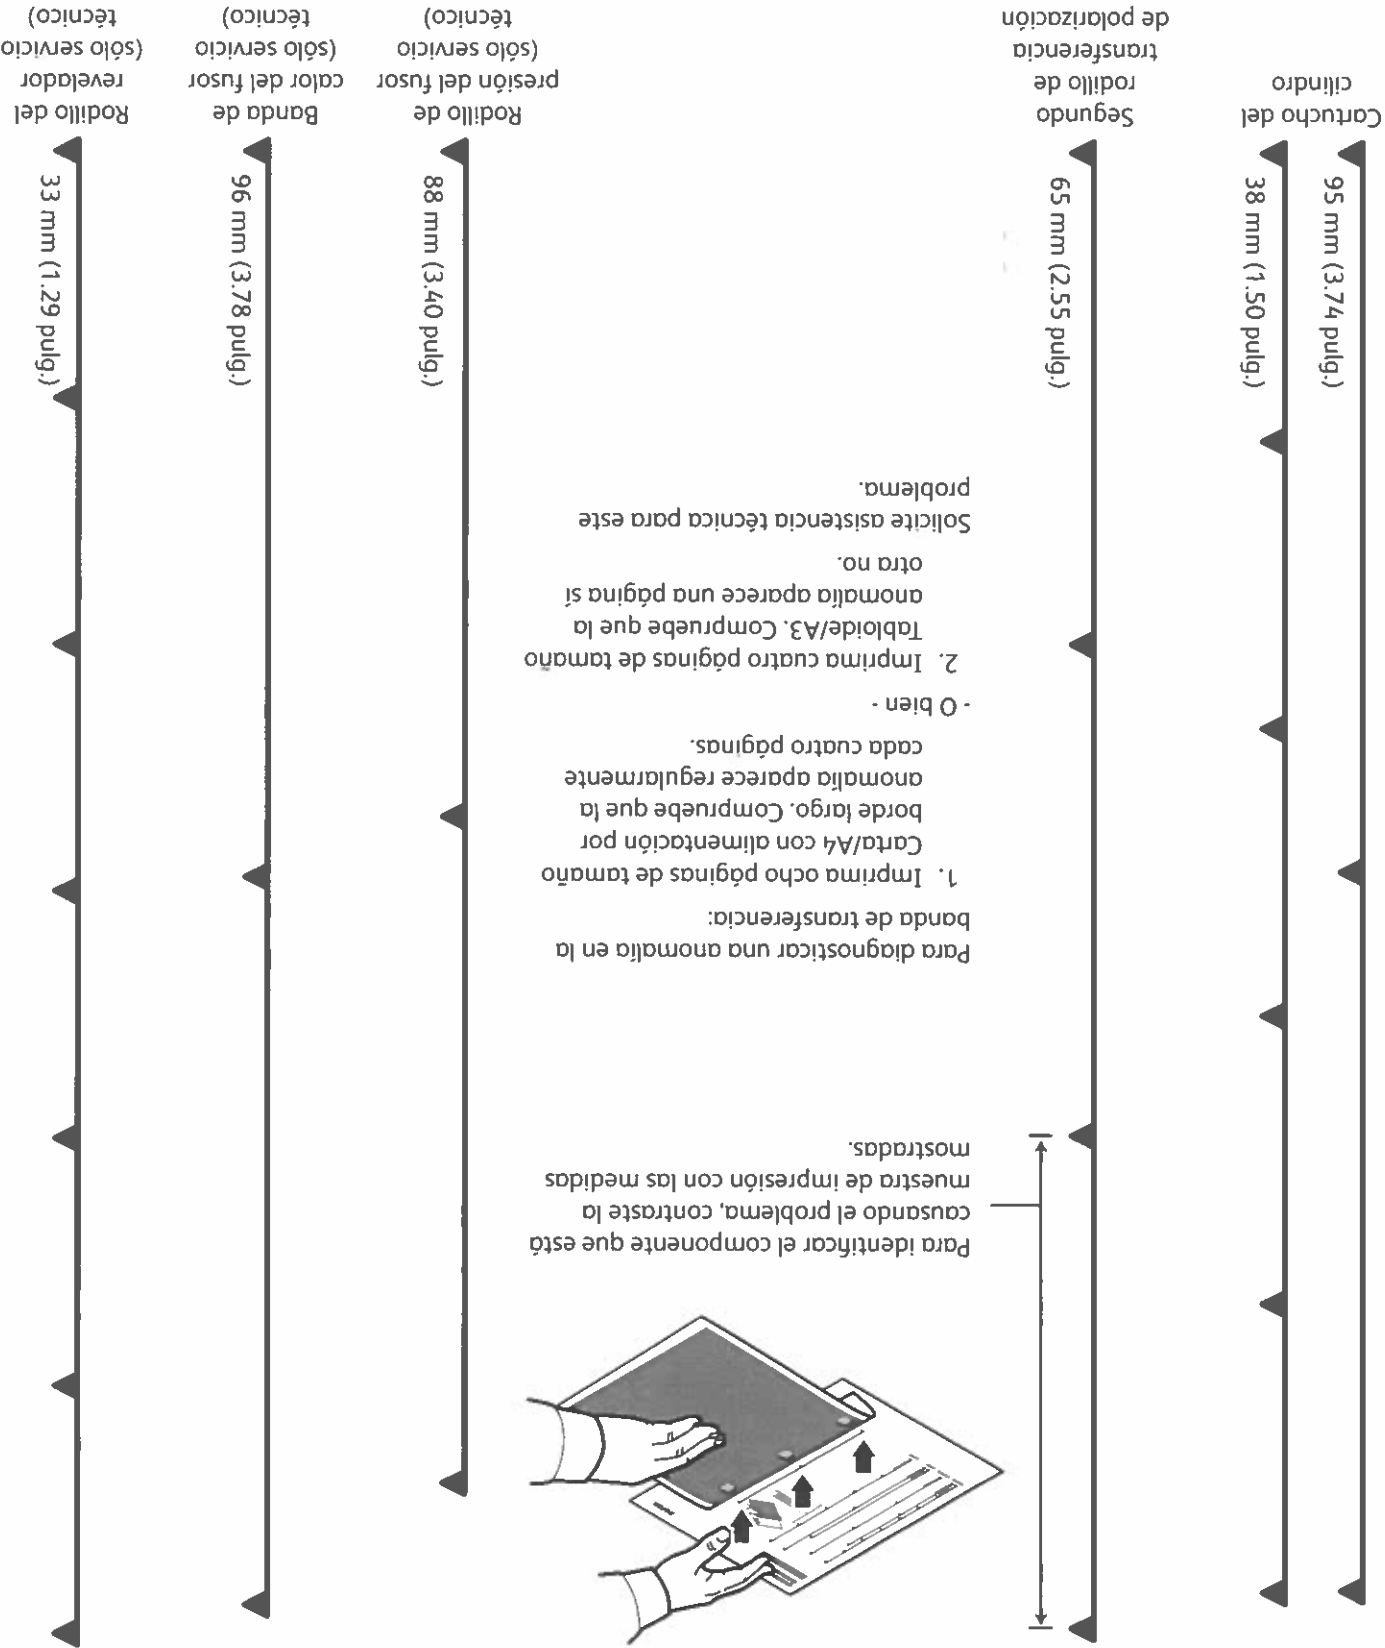 Para identificar el componente que está
causando el problema, contraste la
muestra de impresión con las medidas
mostradas.
Para diagnosticar una anomalía en la
banda de transferencia:
1. Imprima ocho páginas de tamaño
Carta/A4 con alimentación por
borde largo. Compruebe que la
anomalía aparece regularmente
cada cuatro páginas.
- O bien -
2. Imprima cuatro páginas de tamaño
Tabloide/A3. Compruebe que la
anomalía aparece una página sí
otra no.
Solicite asistencia técnica para este
problema.
95 mm (3.74 pulg.)
38 mm (1.50 pulg.)
65 mm (2.55 pulg.)
88 mm (3.40 pulg.)
96 mm (3.78 pulg.)
33 mm (1.29 pulg.)
Cartucho del
cilindro
Segundo
rodillo de
transferencia
de polarización
Rodillo de
presión del fusor
(sólo servicio
técnico)
Banda de
calor del fusor
(sólo servicio
técnico)
Rodillo del
revelador
(sólo servicio
técnico)